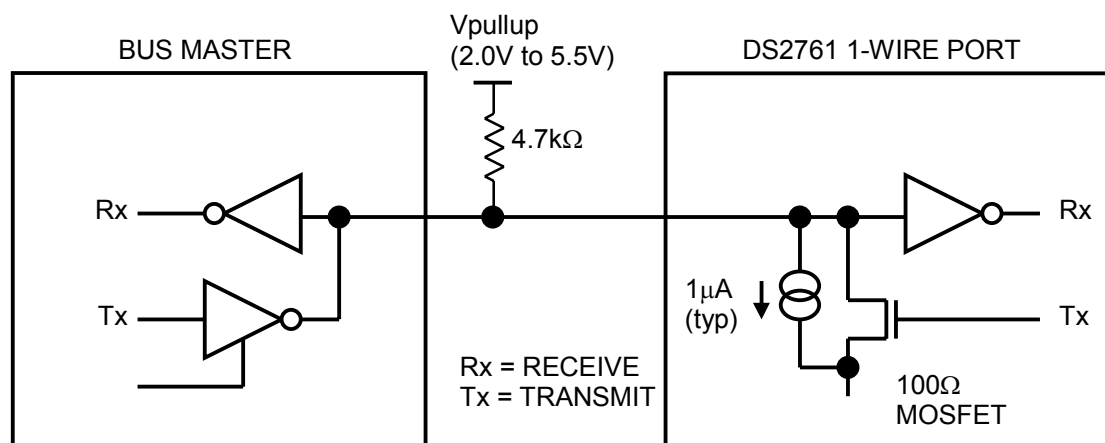 BUS MASTER
Vpullup
(2.0V to 5.5V)
DS2761 1-WIRE PORT
4.7kΩ
Rx
Rx
Tx
1μA
(typ)
Tx
Rx = RECEIVE
Tx = TRANSMIT
100Ω
MOSFET